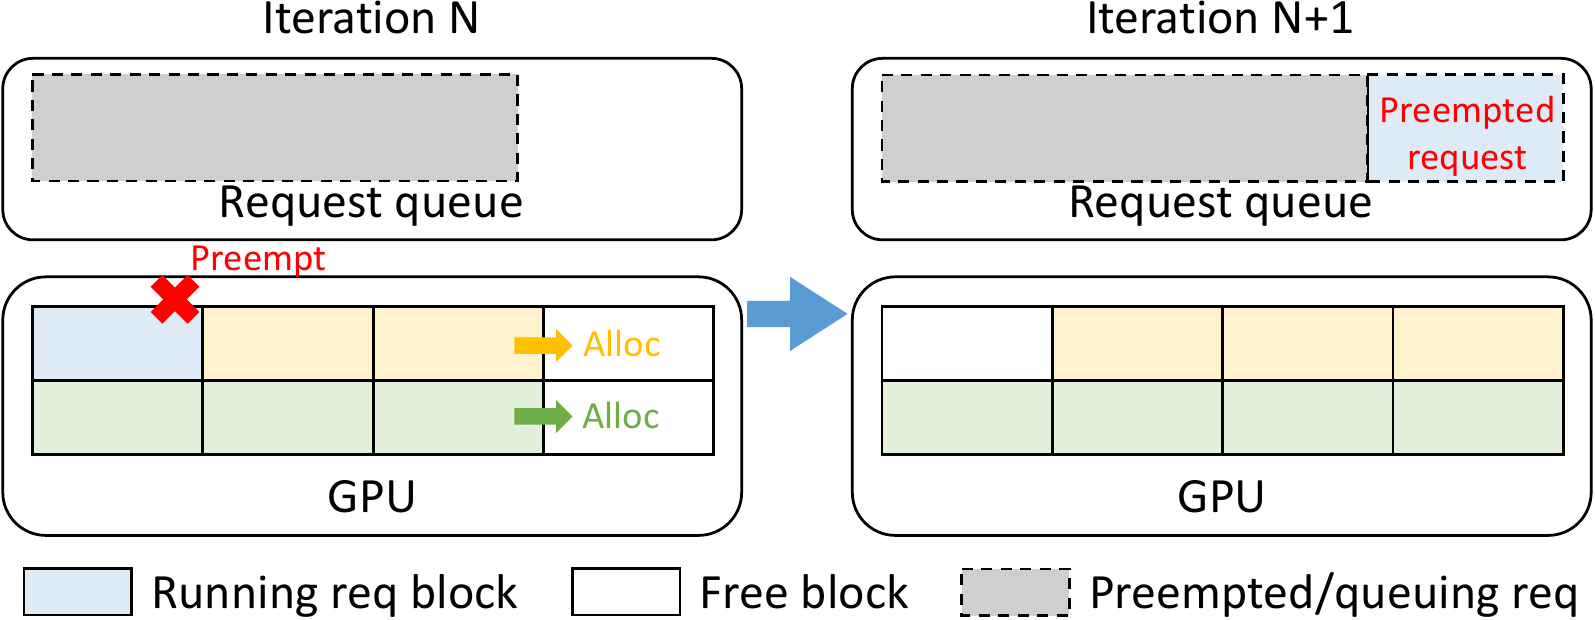 Iteration N
Iteration N+1
Preempted
request
Request queue
Request queue
Preempt
Alloc
Alloc
GPU
GPU
Running req block
Free block
Preempted/queuing req